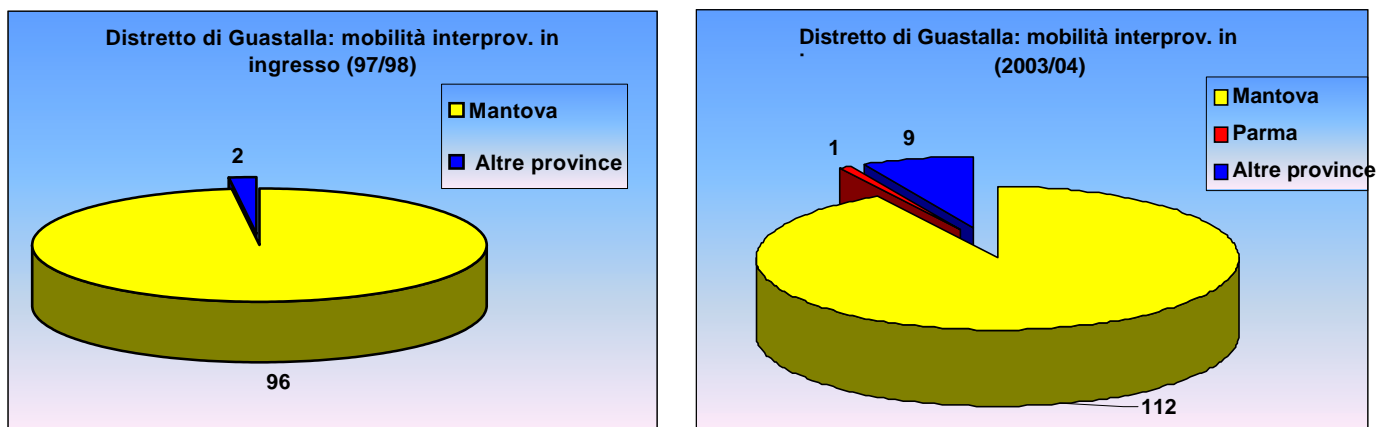 Distretto di Guastalla: mobilità interprov. in
ingresso (97/98)
Mantova
Altre province
2
96
Distretto di Guastalla: mobilità interprov. in
(2003/04)
Mantova
Parma
Altre province
1
9
112